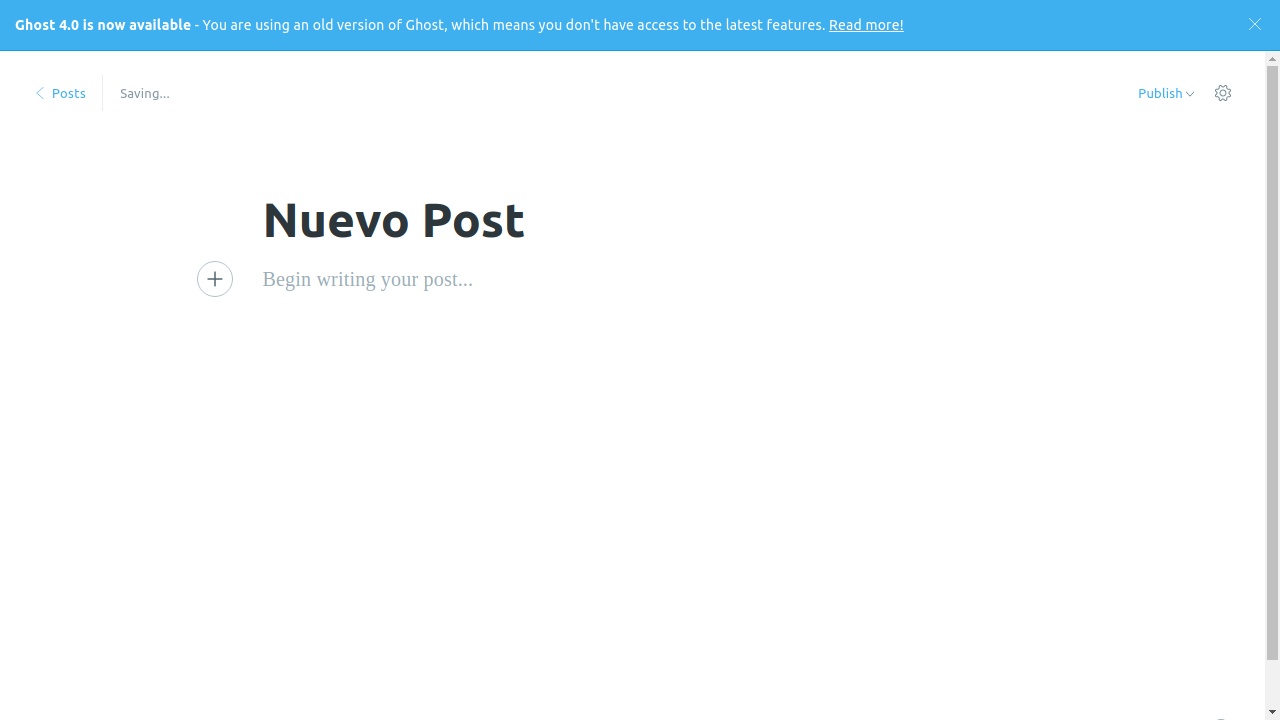 Ghost 4.0 is now available - You are using an old version of Ghost, which means you don't have access to the latest features. Read more!
Posts
Saving...
Publish
Nuevo Post
Begin writing your post...